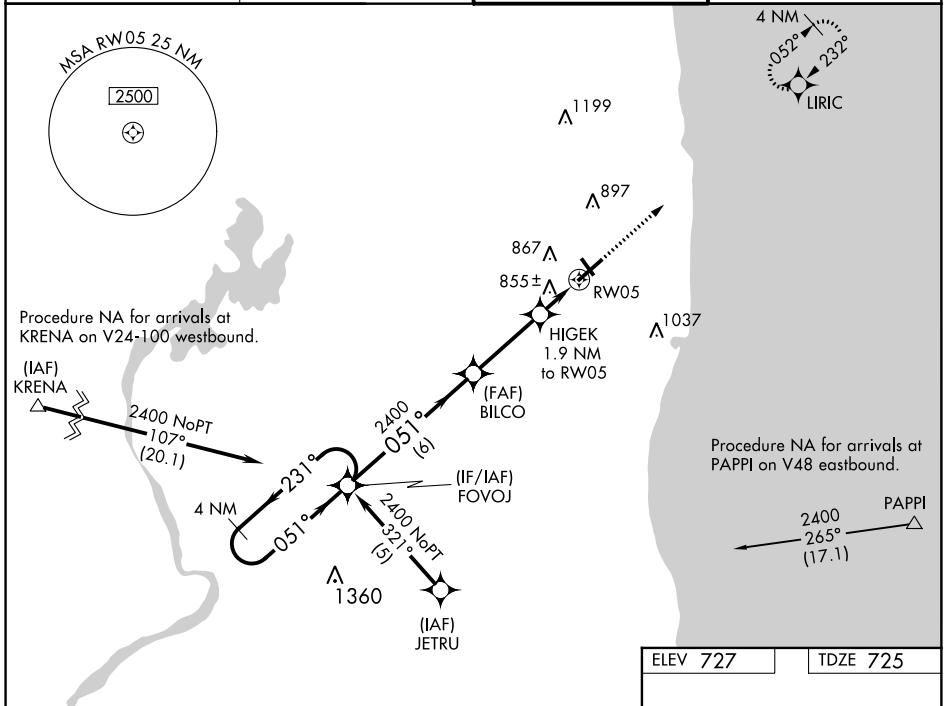 MSA RW05 25 NM
2500
4 NM
052°
232°
LIRIC
1199
897
867
855±
RW05
1037
HIGEK
1.9 NM
to RW05
Procedure NA for arrivals at
KRENA on V24-100 westbound.
(IAF)
KRENA
2400 NoPT
107°
(20.1)
(FAF)
BILCO
2400
051°
(6)
Procedure NA for arrivals at
PAPPI on V48 eastbound.
231°
4 NM
051°
(IF/IAF)
FOVOJ
2400 NoPT
321°
(5)
PAPPI
2400
265°
(17.1)
1360
(IAF)
JETRU
ELEV 727
TDZE 725